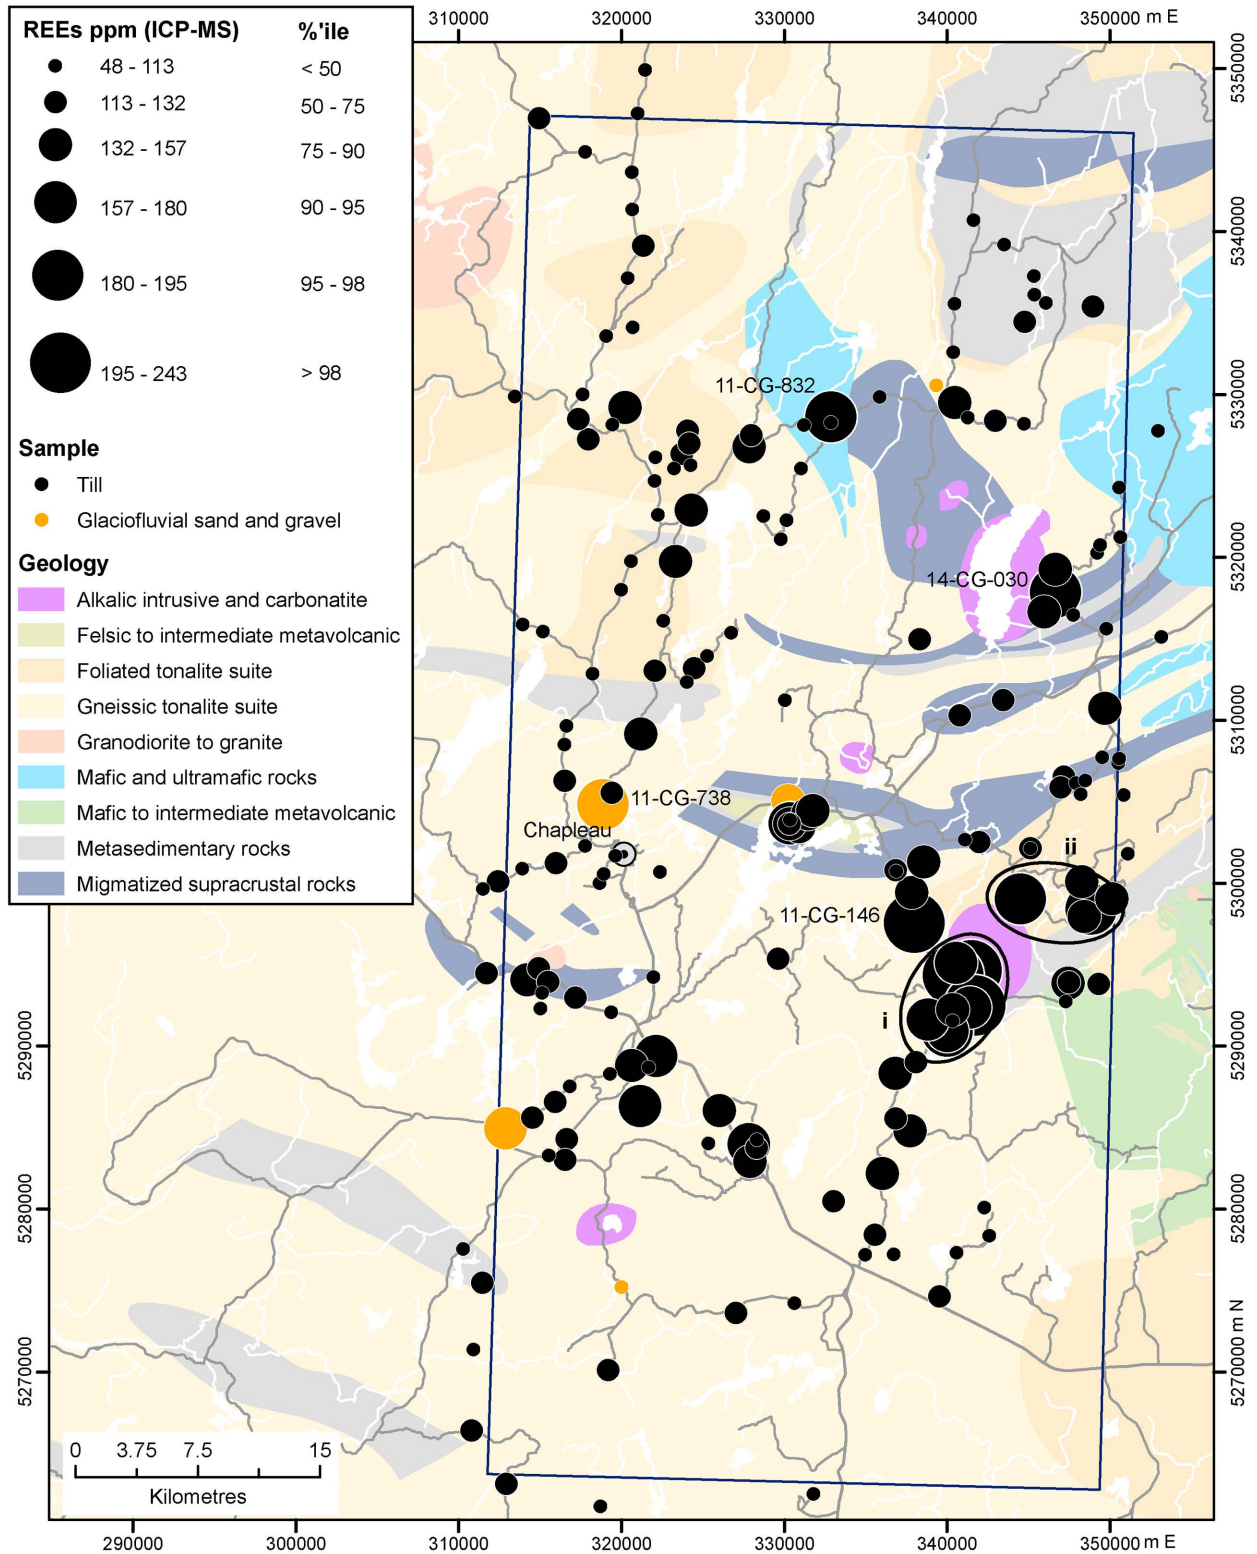 310000 320000 330000 340000 350000 m E
REEs ppm (ICP-MS) %'ile
48 - 113 < 50
113 - 132 50 - 75
132 - 157 75 - 90
157 - 180 90 - 95
180 - 195 95 - 98
195 - 243 > 98
Sample
Till
Glaciofluvial sand and gravel
Geology
Alkalic intrusive and carbonatite
Felsic to intermediate metavolcanic
Foliated tonalite suite
Gneissic tonalite suite
Granodiorite to granite
Mafic and ultramafic rocks
Mafic to intermediate metavolcanic
Metasedimentary rocks
Migmatized supracrustal rocks
11-CG-832
14-CG-030
11-CG-738
Chapleau
ii
11-CG-146
i
5350000
5340000
5330000
5320000
5310000
5300000
5290000
5280000
5270000 m N
5300000
5290000
5280000
5270000
0 3.75 7.5 15
Kilometres
290000 300000 310000 320000 330000 340000 350000 m E